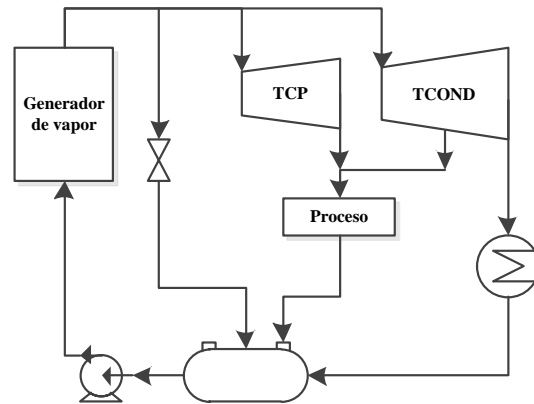 Generador
de vapor
TCP
TCOND
Proceso